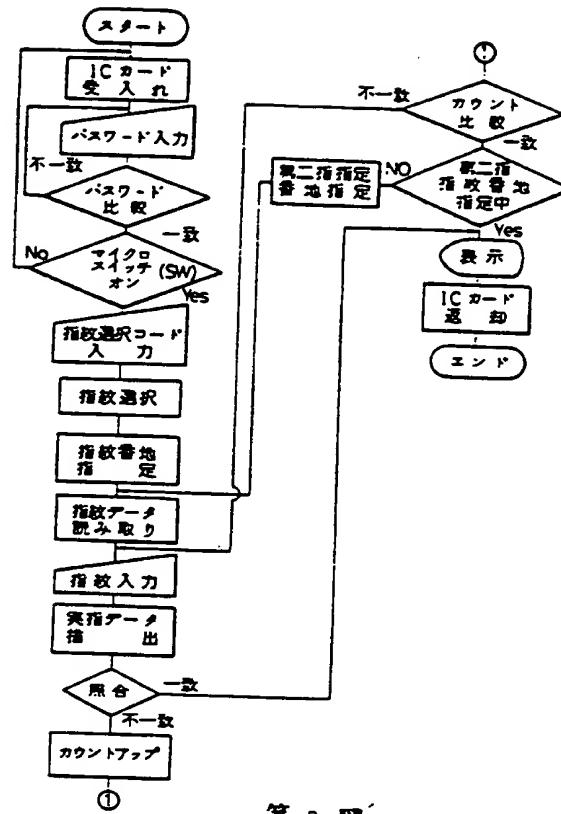 スタート
ICカード
受入れ
パスワード入力
不一致
パスワード
比較
一致
No
マイクロ
スイッチ(SW)
オン
Yes
指紋選択コード
入力
指紋選択
指紋番地
指定
指紋データ
読み取り
指紋入力
実指データ
抽出
照合
一致
不一致
カウントアップ
①
①
不一致
カウント
比較
一致
第二指指定
番地指定
NO
第二指
指紋番地
指定中
Yes
表示
ICカード
返却
エンド